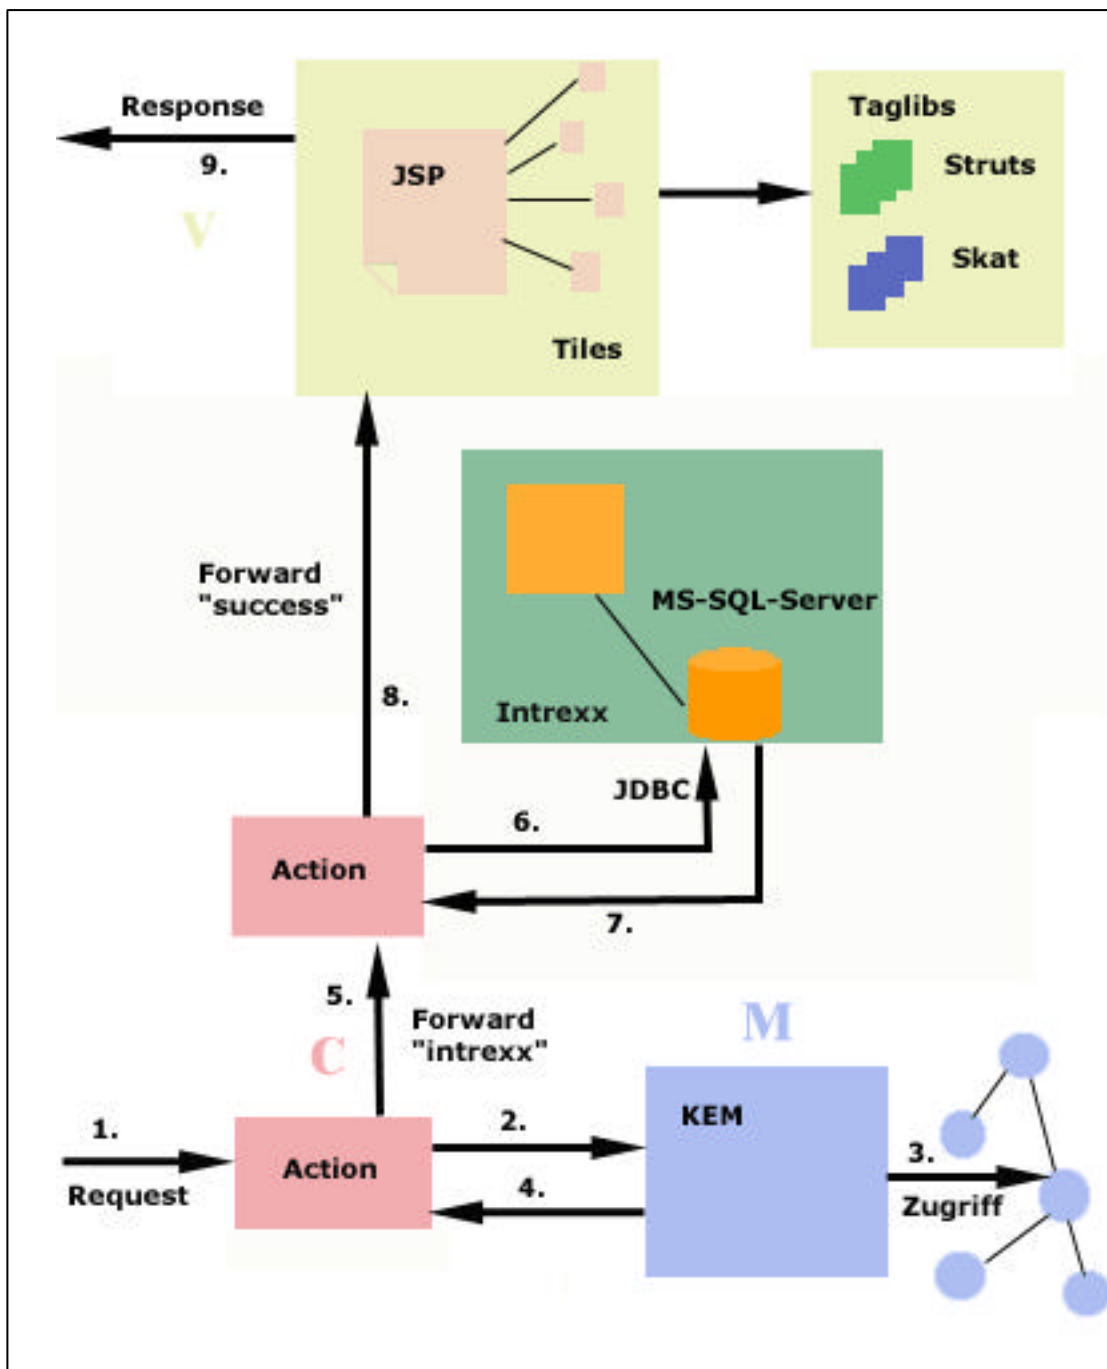 Response
9.
V
JSP
Tiles
Taglibs
Struts
Skat
Forward
"success"
8.
MS-SQL-Server
Intrexx
JDBC
6.
Action
7.
5.
Forward
"intrexx"
C
M
1.
Request
Action
2.
4.
KEM
3.
Zugriff